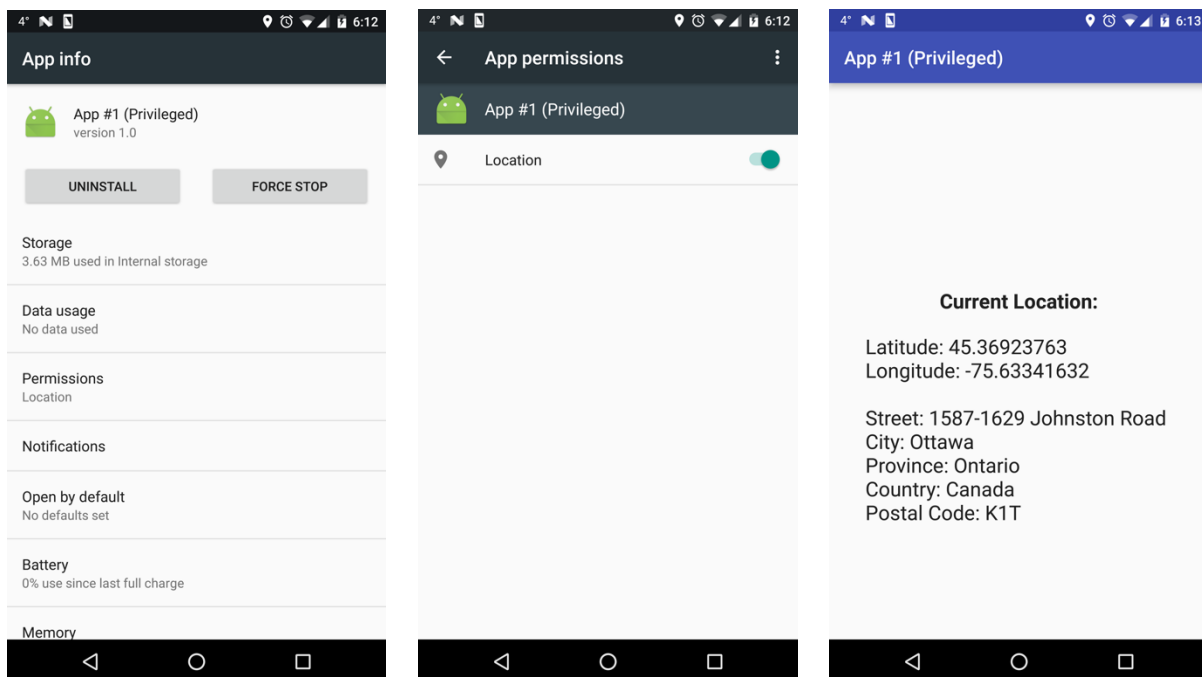 4° 6:12
App info
App #1 (Privileged)
version 1.0
UNINSTALL FORCE STOP
Storage
3.63 MB used in Internal storage
Data usage
No data used
Permissions
Location
Notifications
Open by default
No defaults set
Battery
0% use since last full charge
Memory
4° 6:12
App permissions
App #1 (Privileged)
Location
4° 6:13
App #1 (Privileged)
Current Location:
Latitude: 45.36923763
Longitude: -75.63341632
Street: 1587-1629 Johnston Road
City: Ottawa
Province: Ontario
Country: Canada
Postal Code: K1T